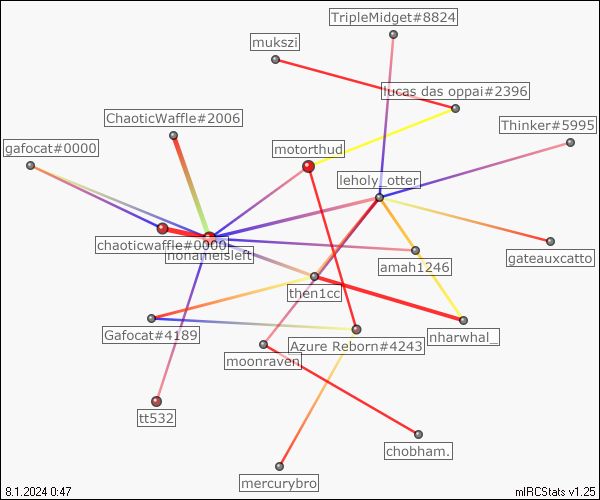 TripleMidget#8824
mukszi
lucas das oppai#2396
ChaoticWaffle#2006
Thinker#5995
gafocat#0000
motorthud
leholy_otter
chaoticwaffle#0000
nonameisleft
gateauxcatto
amah1246
then1cc
Gafocat#4189
nharwhal_
Azure Reborn#4243
moonraven
tt532
chobham.
mercurybro
8.1.2024 0:47
mIRCStats v1.25